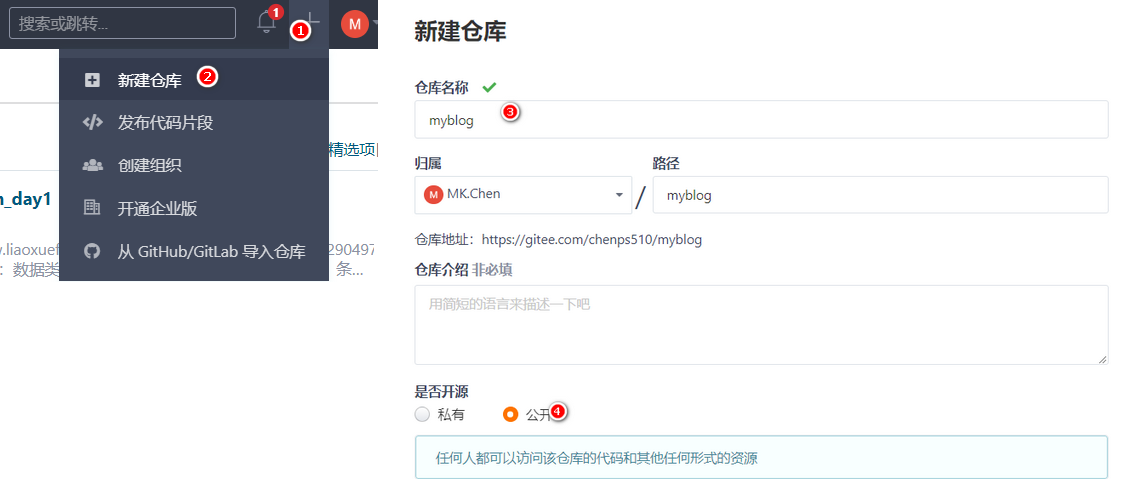 搜索或跳转...
1
1
M
新建仓库
2
发布代码片段
创建组织
精选项目
开通企业版
n_day1
从 GitHub/GitLab 导入仓库
w.liaoxuef
290497
：数据类
条...
新建仓库
仓库名称
myblog
3
归属
路径
M MK.Chen
/
myblog
仓库地址：https://gitee.com/chenps510/myblog
仓库介绍 非必填
用简短的语言来描述一下吧
是否开源
私有
公开
4
任何人都可以访问该仓库的代码和其他任何形式的资源